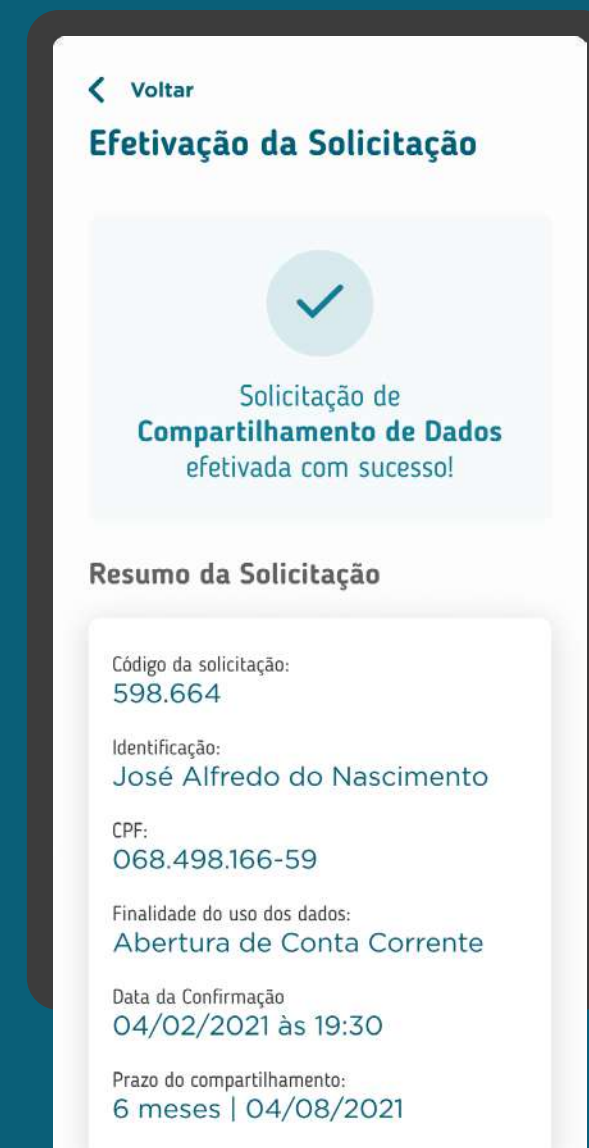 Voltar
Efetivação da Solicitação
Solicitação de
Compartilhamento de Dados
efetivada com sucesso!
Resumo da Solicitação
Código da solicitação:
598.664
Identificação:
José Alfredo do Nascimento
CPF:
068.498.166-59
Finalidade do uso dos dados:
Abertura de Conta Corrente
Data da Confirmação
04/02/2021 às 19:30
Prazo do compartilhamento:
6 meses | 04/08/2021